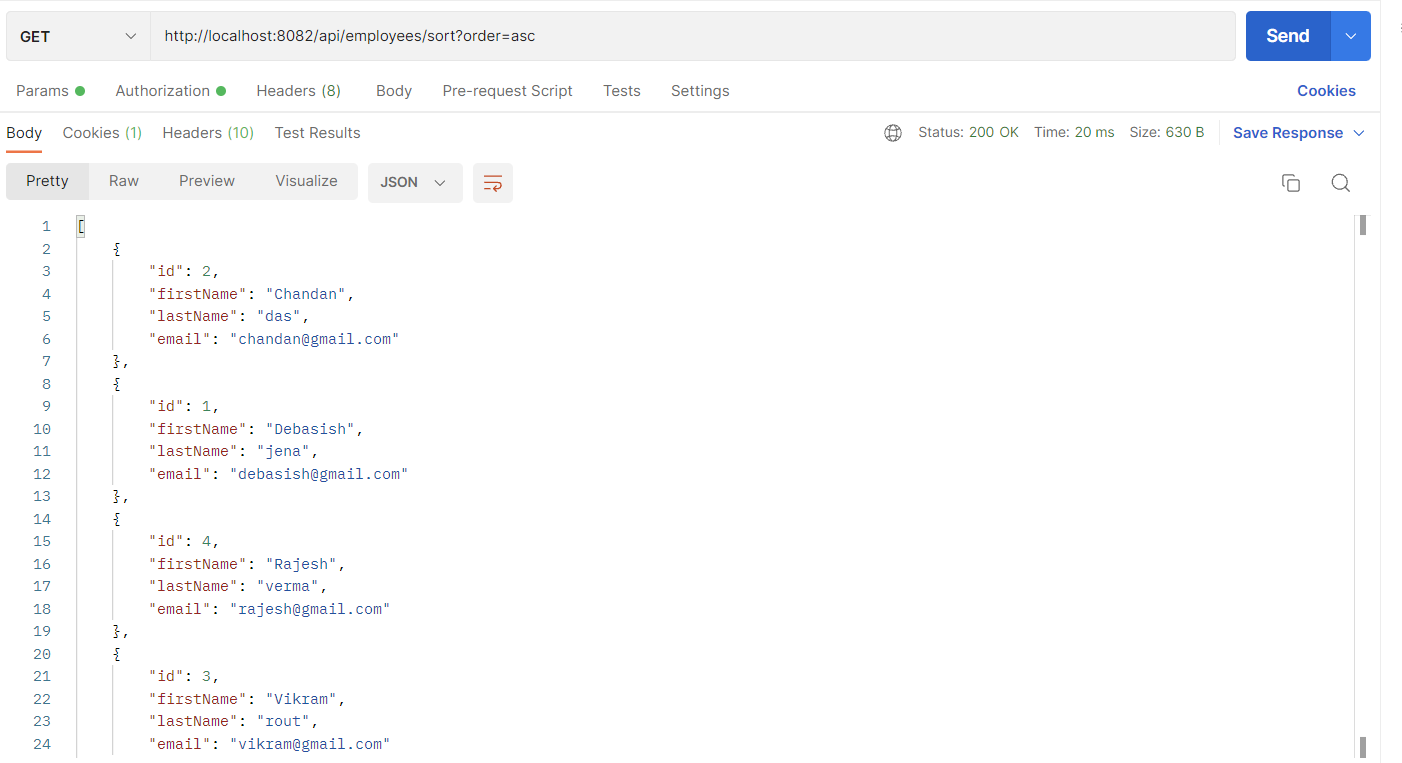 GET http://localhost:8082/api/employees/sort?order=asc Send
Params Authorization Headers (8) Body Pre-request Script Tests Settings Cookies
Body Cookies (1) Headers (10) Test Results Status: 200 OK Time: 20 ms Size: 630 B Save Response
Pretty Raw Preview Visualize JSON
1 [
2 {
3 "id": 2,
4 "firstName": "Chandan",
5 "lastName": "das",
6 "email": "chandan@gmail.com"
7 },
8 {
9 "id": 1,
10 "firstName": "Debasish",
11 "lastName": "jena",
12 "email": "debasish@gmail.com"
13 },
14 {
15 "id": 4,
16 "firstName": "Rajesh",
17 "lastName": "verma",
18 "email": "rajesh@gmail.com"
19 },
20 {
21 "id": 3,
22 "firstName": "Vikram",
23 "lastName": "rout",
24 "email": "vikram@gmail.com"